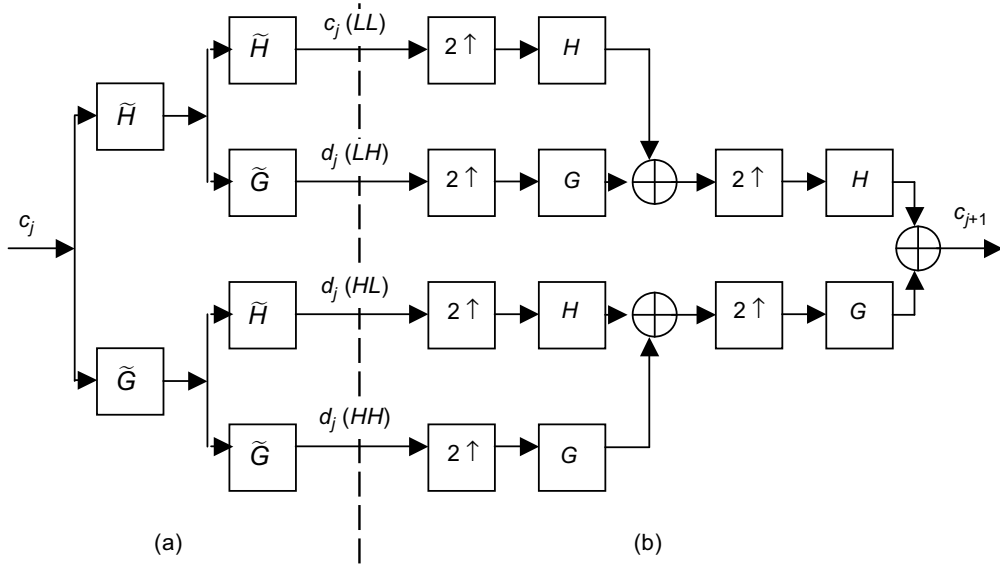 H̃ c_j (LL) 2↑ H
H̃
G̃ d_j (LH) 2↑ G 2↑ H
c_j c_{j+1}
H̃ d_j (HL) 2↑ H 2↑ G
G̃
G̃ d_j (HH) 2↑ G
(a) (b)